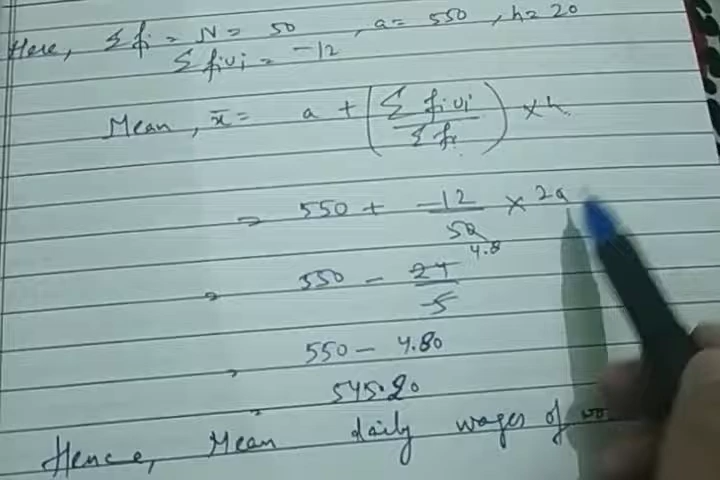 Here, Σfi = N = 50 , a = 550 , h = 20
Σfiui = -12
Mean, x̄ = a + (Σfiui / Σfi) × h
⇒ 550 + -12/50 × 20
⇒ 550 - 24/5 4.8
⇒ 550 - 4.80
⇒ 545.20
Hence, Mean daily wages of